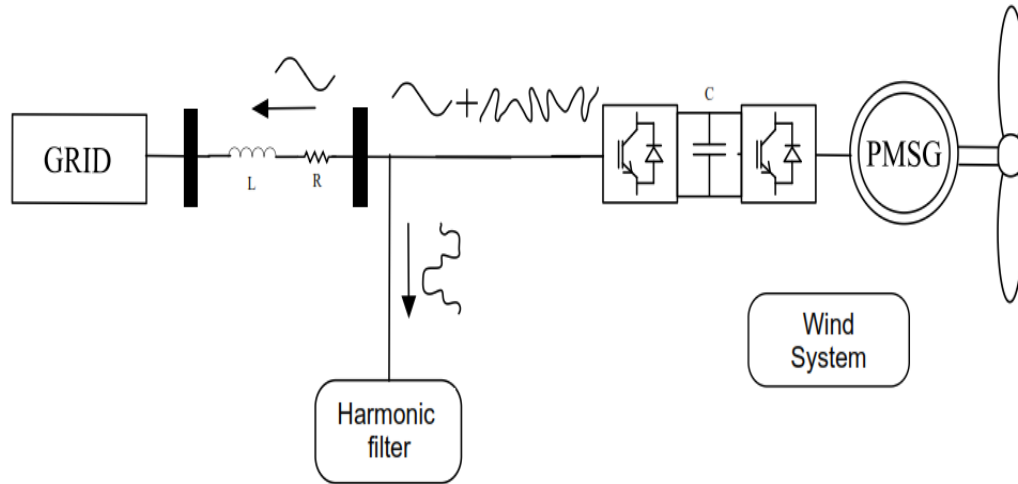 C
GRID
PMSG
L
R
Wind
System
Harmonic
filter